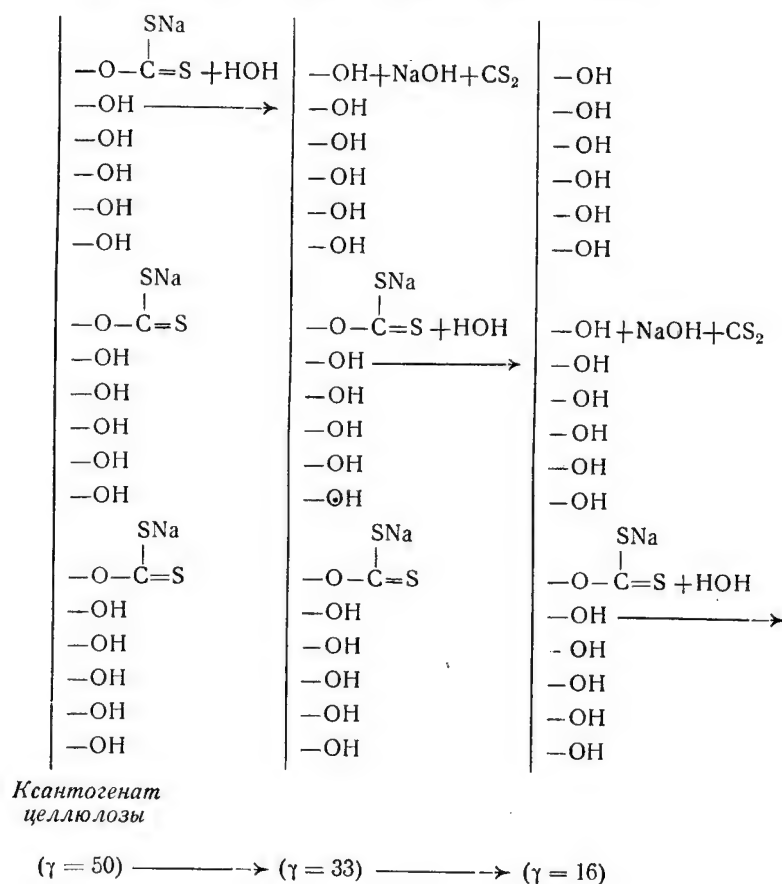 SNa
—O—C=S +HOH —OH+NaOH+CS₂ —OH
—OH —OH —OH
—OH —OH —OH
—OH —OH —OH
—OH —OH —OH
—OH —OH —OH
SNa SNa
—O—C=S —O—C=S +HOH —OH+NaOH+CS₂
—OH —OH —OH
—OH —OH —OH
—OH —OH —OH
—OH —OH —OH
—OH —OH —OH
SNa SNa SNa
—O—C=S —O—C=S —O—C=S +HOH
—OH —OH —OH
—OH —OH -OH
—OH —OH —OH
—OH —OH —OH
—OH —OH —OH
Ксантогенат
целлюлозы
(γ = 50) ⟶ (γ = 33) ⟶ (γ = 16)